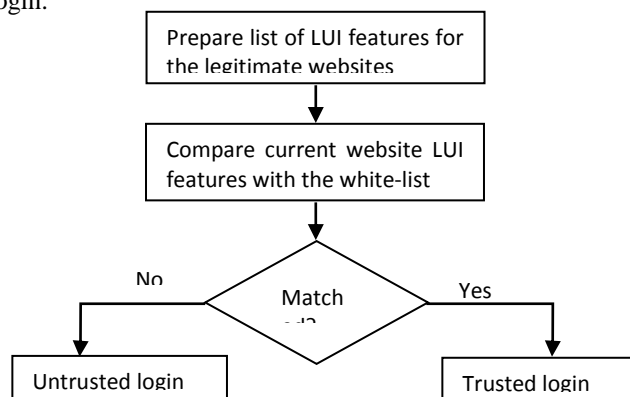 Prepare list of LUI features for
the legitimate websites
Compare current website LUI
features with the white-list
No
Match
Yes
Untrusted login
Trusted login